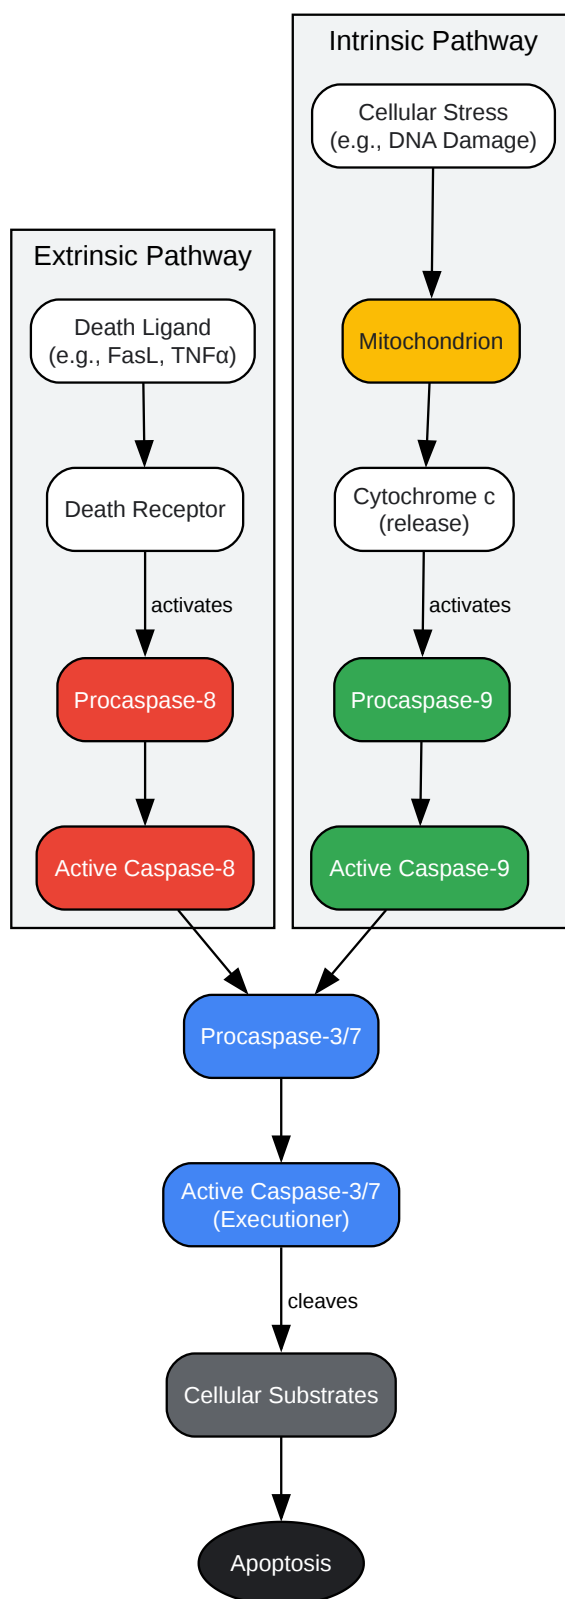 Intrinsic Pathway
Cellular Stress
(e.g., DNA Damage)
Extrinsic Pathway
Death Ligand
(e.g., FasL, TNFα)
Mitochondrion
Death Receptor
Cytochrome c
(release)
activates
activates
Procaspase-8
Procaspase-9
Active Caspase-8
Active Caspase-9
Procaspase-3/7
Active Caspase-3/7
(Executioner)
cleaves
Cellular Substrates
Apoptosis